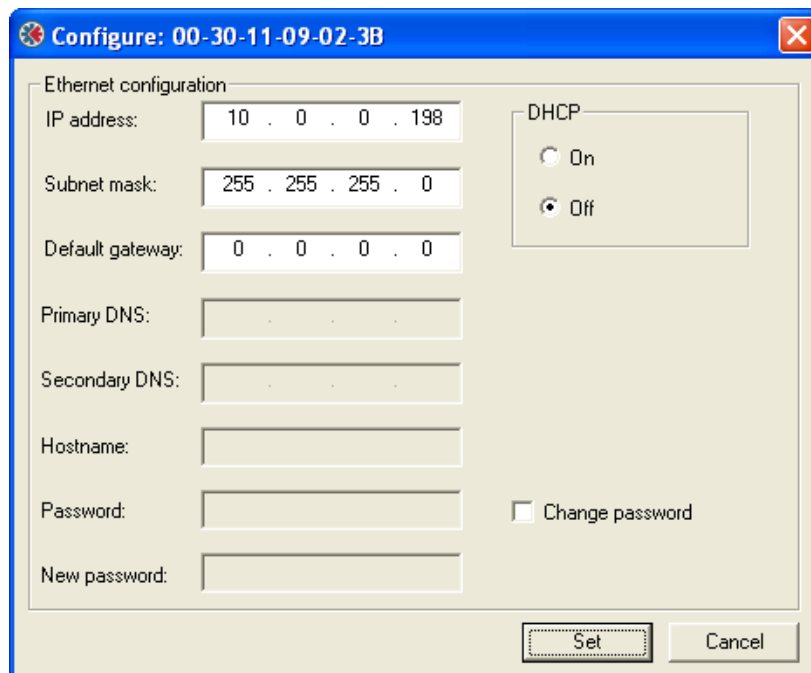 Configure: 00-30-11-09-02-3B
Ethernet configuration
IP address: 10 . 0 . 0 . 198
DHCP
On
Subnet mask: 255 . 255 . 255 . 0
Off
Default gateway: 0 . 0 . 0 . 0
Primary DNS: . . .
Secondary DNS: . . .
Hostname:
Password:
Change password
New password:
Set Cancel